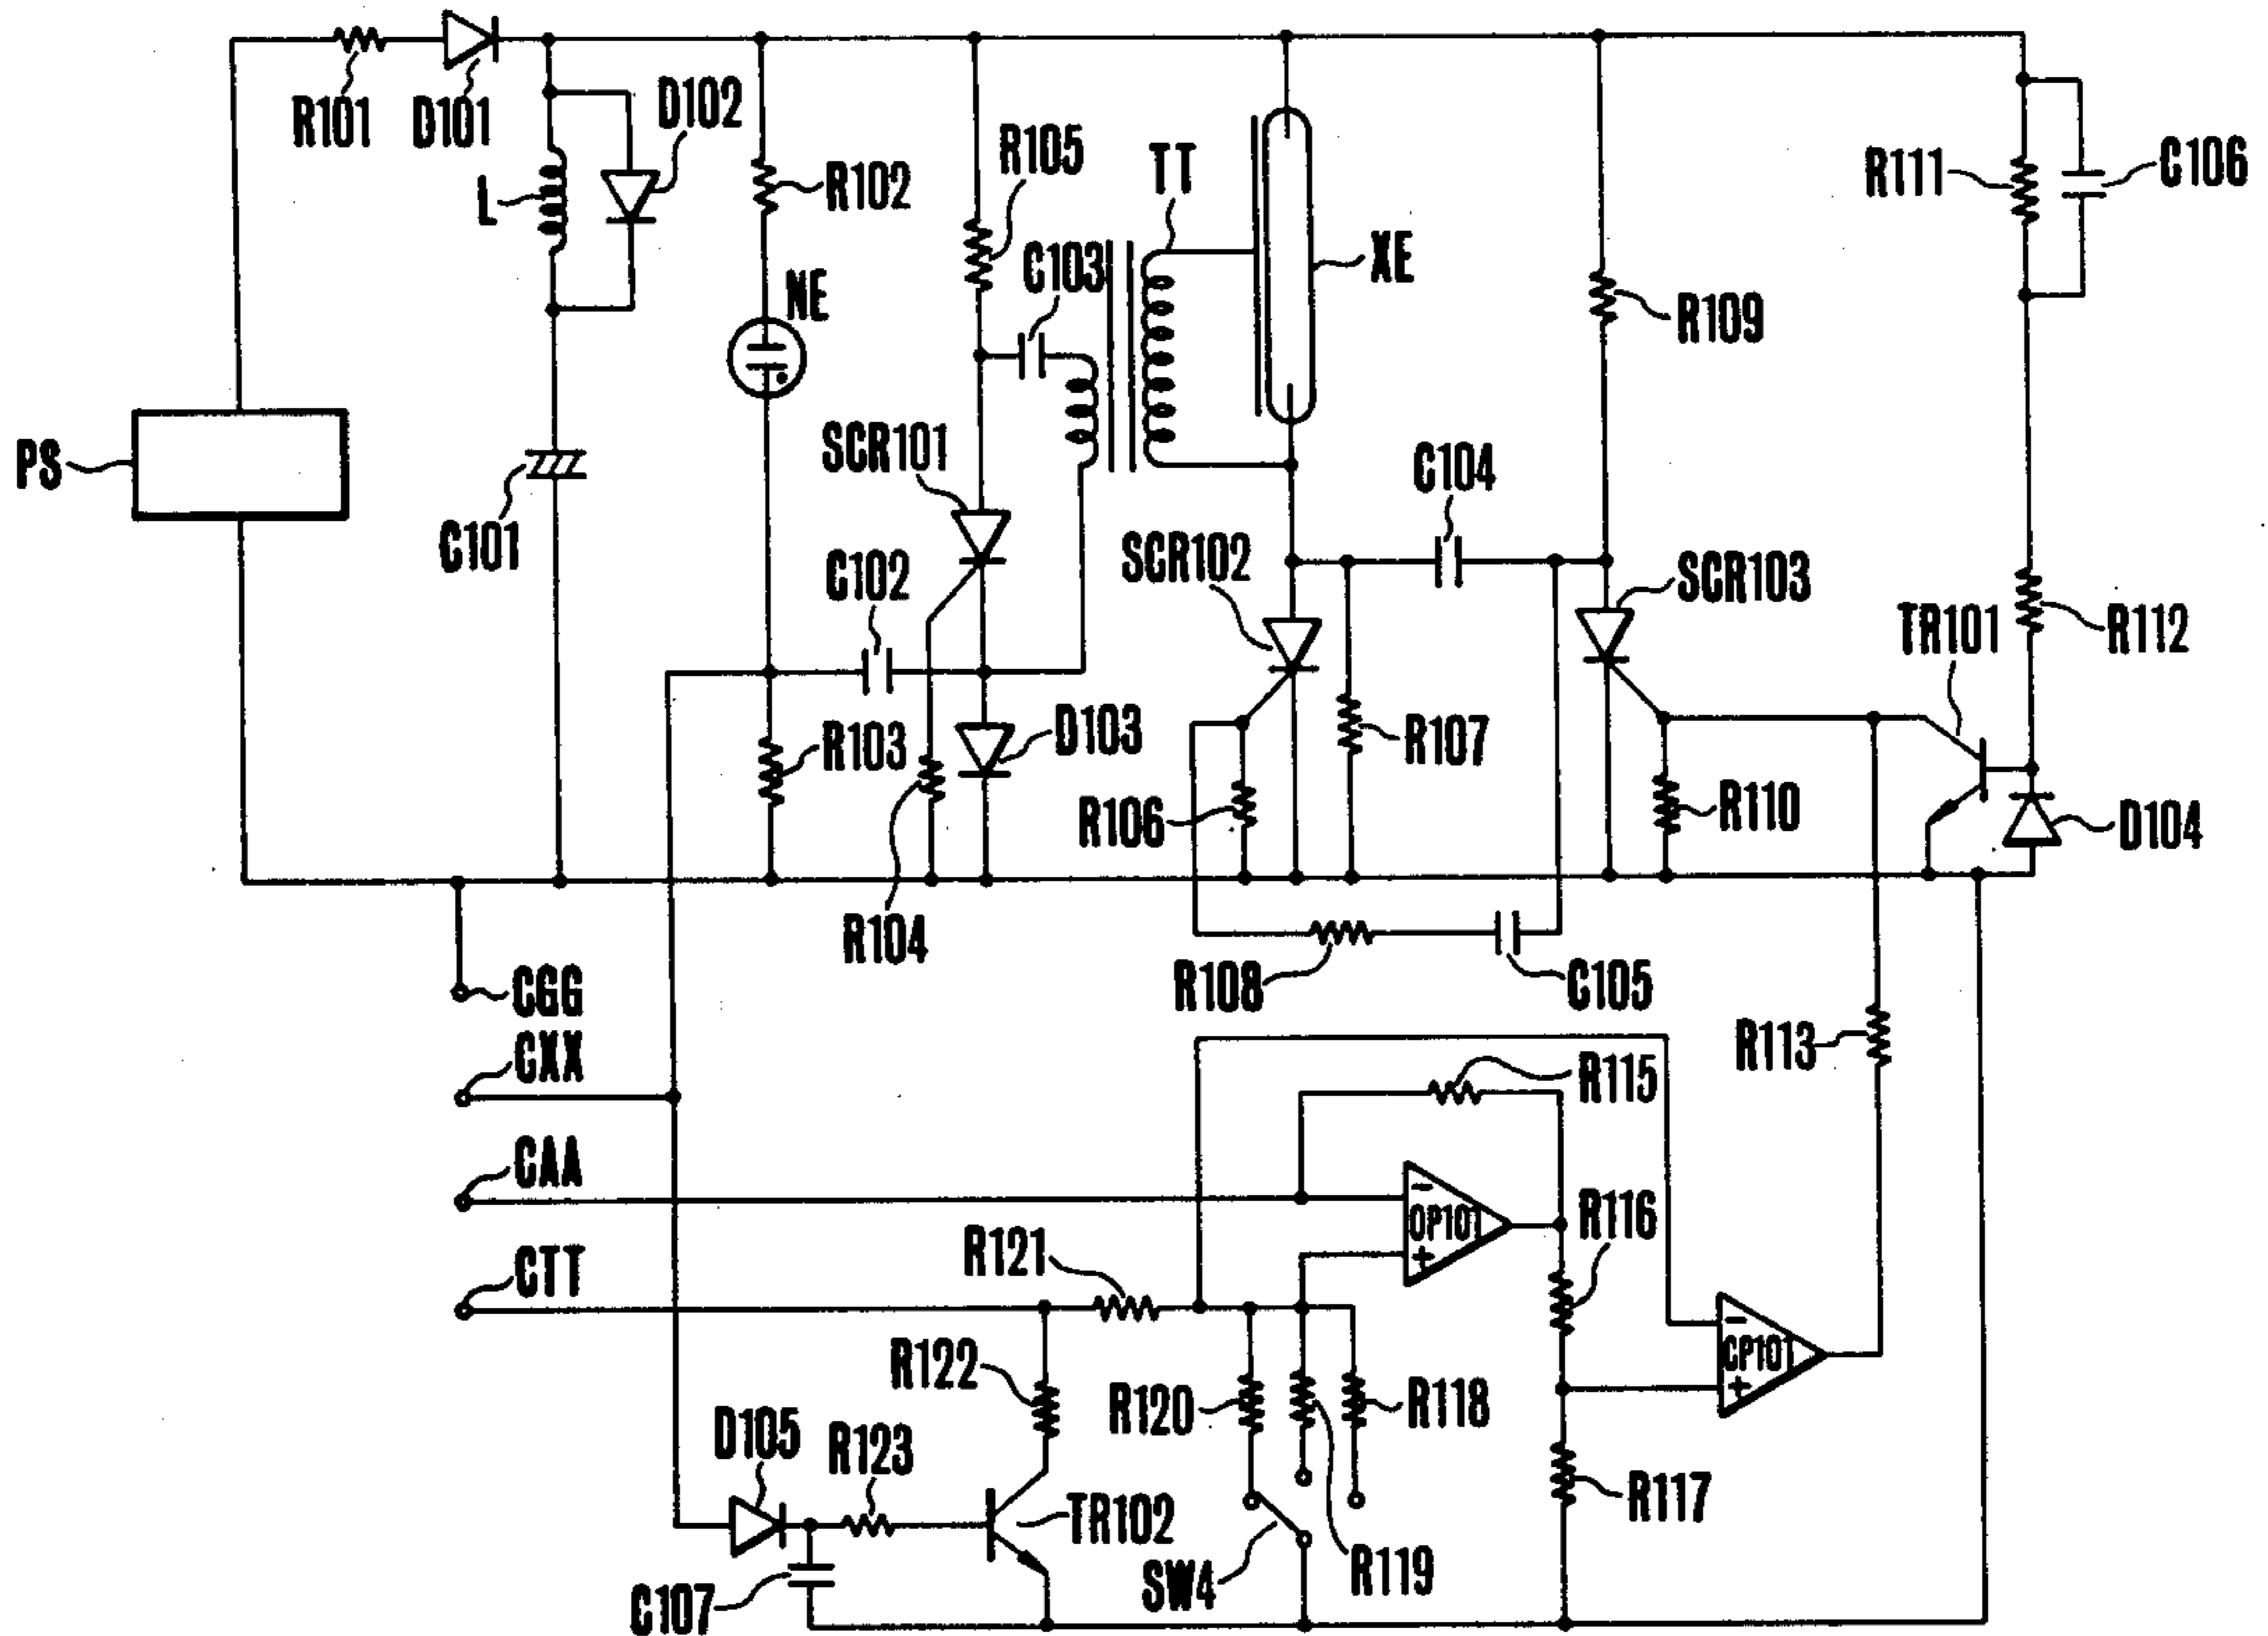 R101
D101
D102
L
R102
R105
TT
C103
XE
R109
R111
C106
NE
PS
C101
SCR101
C102
C104
SCR102
SCR103
TR101
R112
R103
D103
R107
R106
R110
D104
R104
R108
C105
CGG
CXX
R113
R115
CAA
-
OP101
+
R116
R121
CTT
-
CP101
+
R122
R120
R118
D105
R123
R117
TR102
SW4
R119
C107